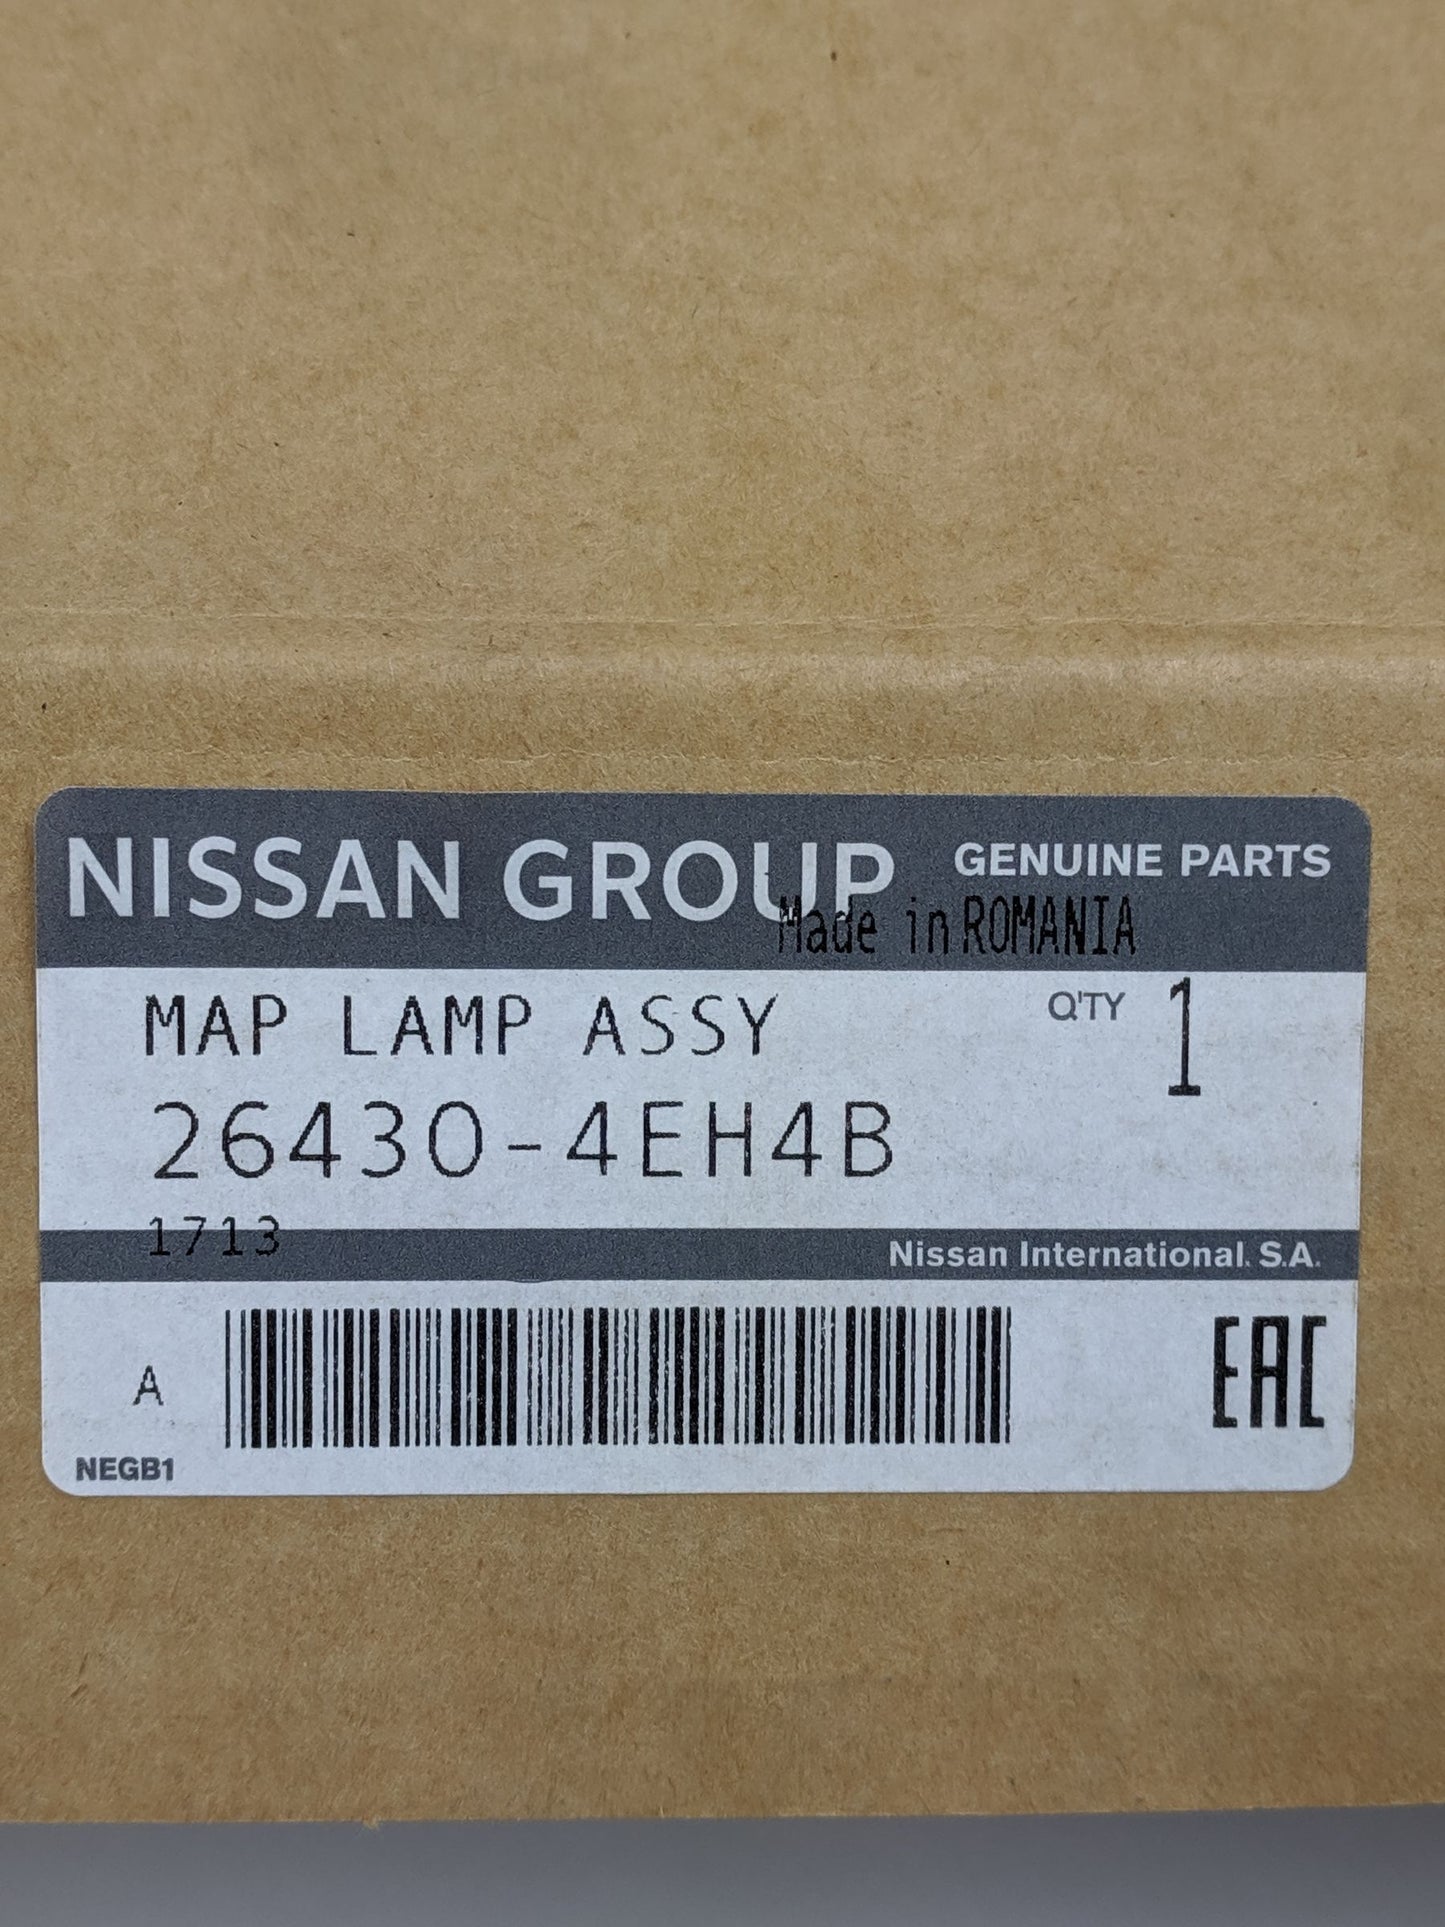 NISSAN GROUP GENUINE PARTS
Made in ROMANIA
MAP LAMP ASSY Q'TY 1
26430-4EH4B
1713
Nissan International. S.A.
A
EAC
NEGB1